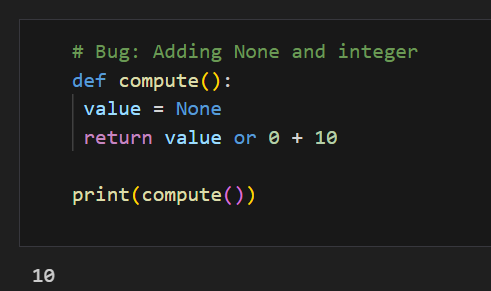 # Bug: Adding None and integer
def compute():
 value = None
 return value or 0 + 10
print(compute())
10